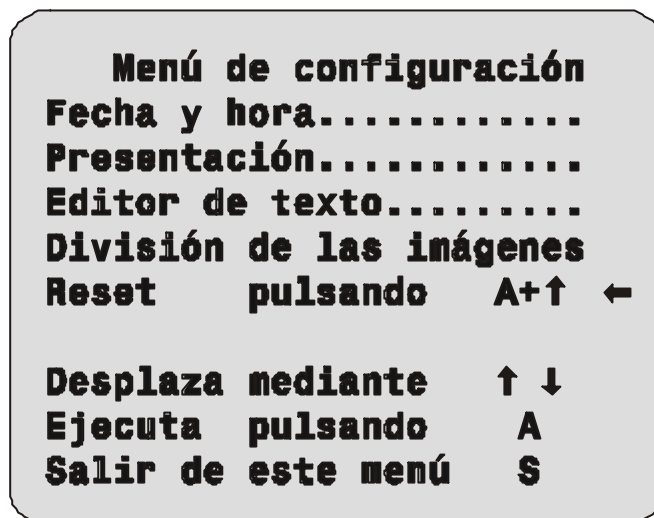 Menú de configuración
Fecha y hora............
Presentación............
Editor de texto.........
División de las imágenes
Reset pulsando A+↑ ←
Desplaza mediante ↑ ↓
Ejecuta pulsando A
Salir de este menú S